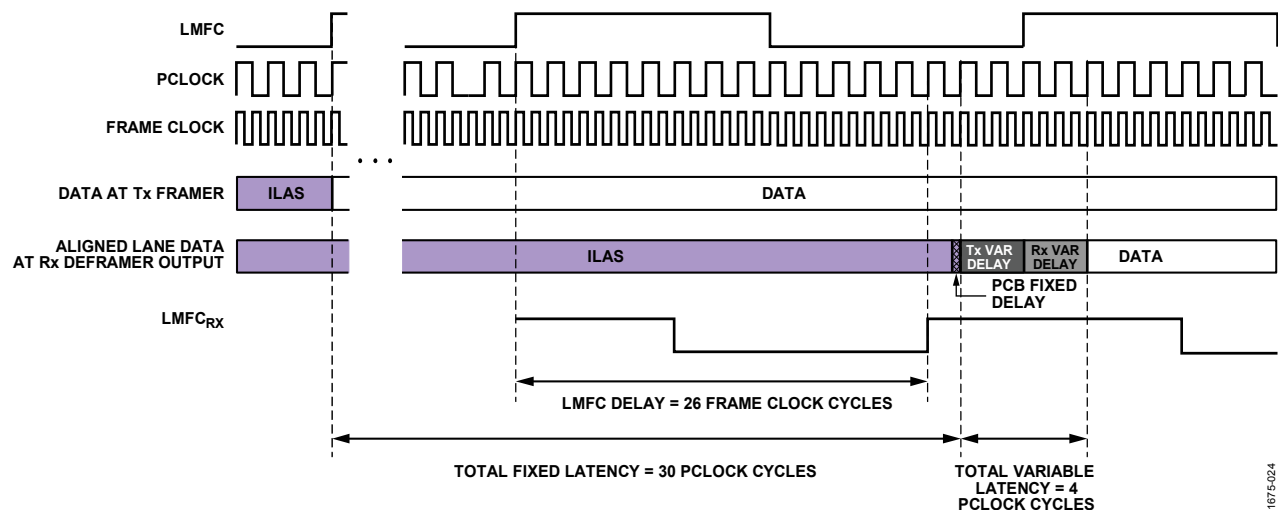 LMFC
PCLOCK
FRAME CLOCK
. . .
DATA AT Tx FRAMER
ILAS
DATA
ALIGNED LANE DATA
AT Rx DEFRAMER OUTPUT
ILAS
Tx VAR
DELAY
Rx VAR
DELAY
DATA
PCB FIXED
DELAY
LMFCRX
LMFC DELAY = 26 FRAME CLOCK CYCLES
TOTAL FIXED LATENCY = 30 PCLOCK CYCLES
TOTAL VARIABLE
LATENCY = 4
PCLOCK CYCLES
1675-024